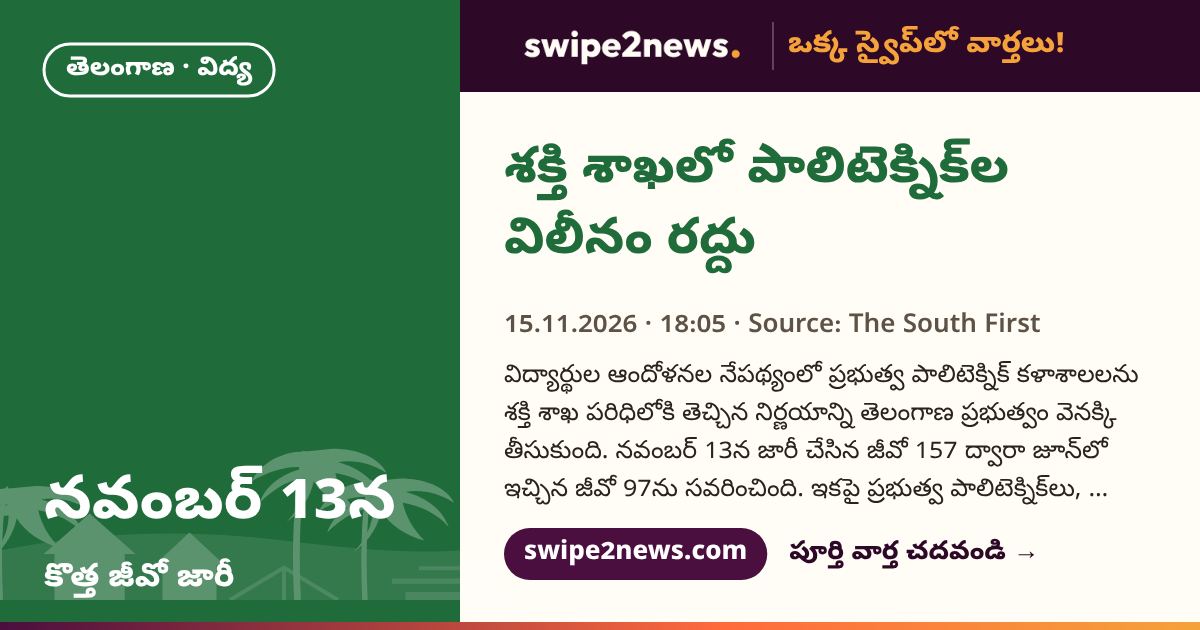 తెలంగాణ · విద్య
swipe2news.
ఒక్క స్వైప్‌లో వార్తలు!
శక్తి శాఖలో పాలిటెక్నిక్‌ల
విలీనం రద్దు
15.11.2026 · 18:05 · Source: The South First
విద్యార్థుల ఆందోళనల నేపథ్యంలో ప్రభుత్వ పాలిటెక్నిక్ కళాశాలలను
శక్తి శాఖ పరిధిలోకి తెచ్చిన నిర్ణయాన్ని తెలంగాణ ప్రభుత్వం వెనక్కి
తీసుకుంది. నవంబర్ 13న జారీ చేసిన జీవో 157 ద్వారా జూన్‌లో
ఇచ్చిన జీవో 97ను సవరించింది. ఇకపై ప్రభుత్వ పాలిటెక్నిక్‌లు, ...
నవంబర్ 13న
కొత్త జీవో జారీ
swipe2news.com
పూర్తి వార్త చదవండి →